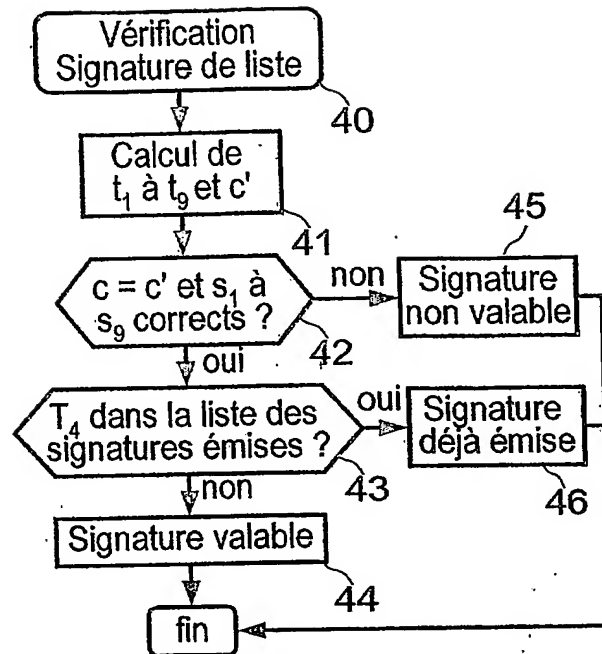 Vérification
Signature de liste
40
Calcul de
t₁ à t₉ et c'
41
c = c' et s₁ à
s₉ corrects ?
42
non
45
Signature
non valable
oui
T₄ dans la liste des
signatures émises ?
43
oui
Signature
déjà émise
46
non
Signature valable
44
fin